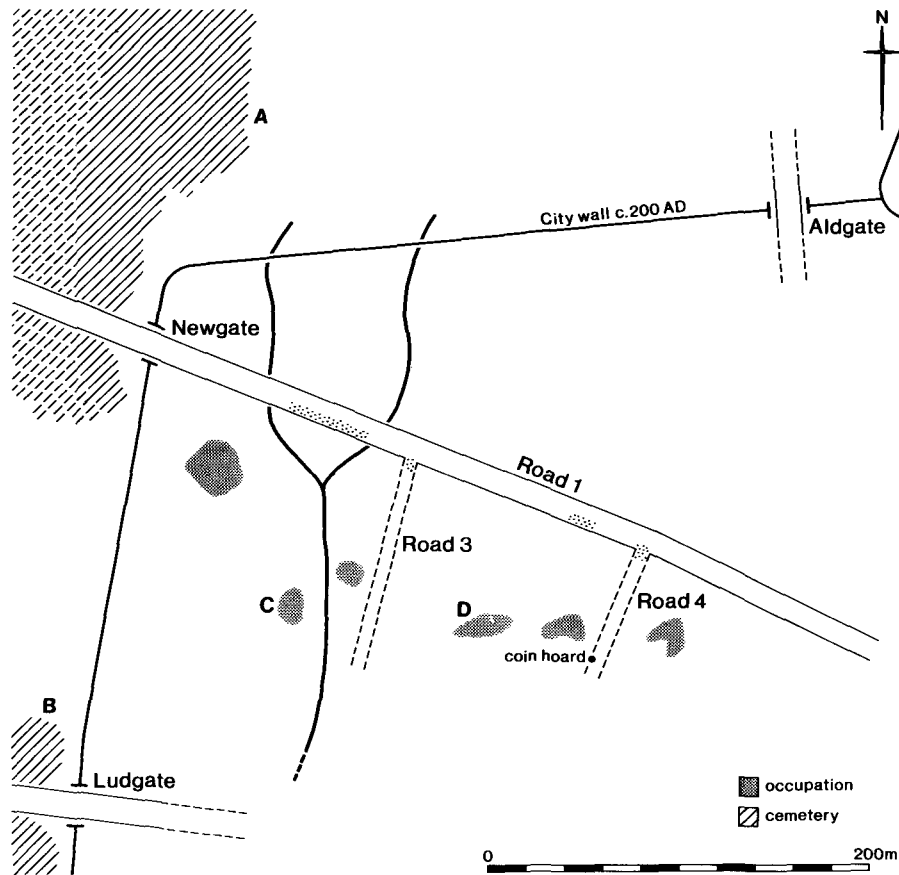 N
A
City wall c.200 AD
Aldgate
Newgate
Road 1
Road 3
C
D
Road 4
coin hoard
B
Ludgate
occupation
cemetery
0
200m